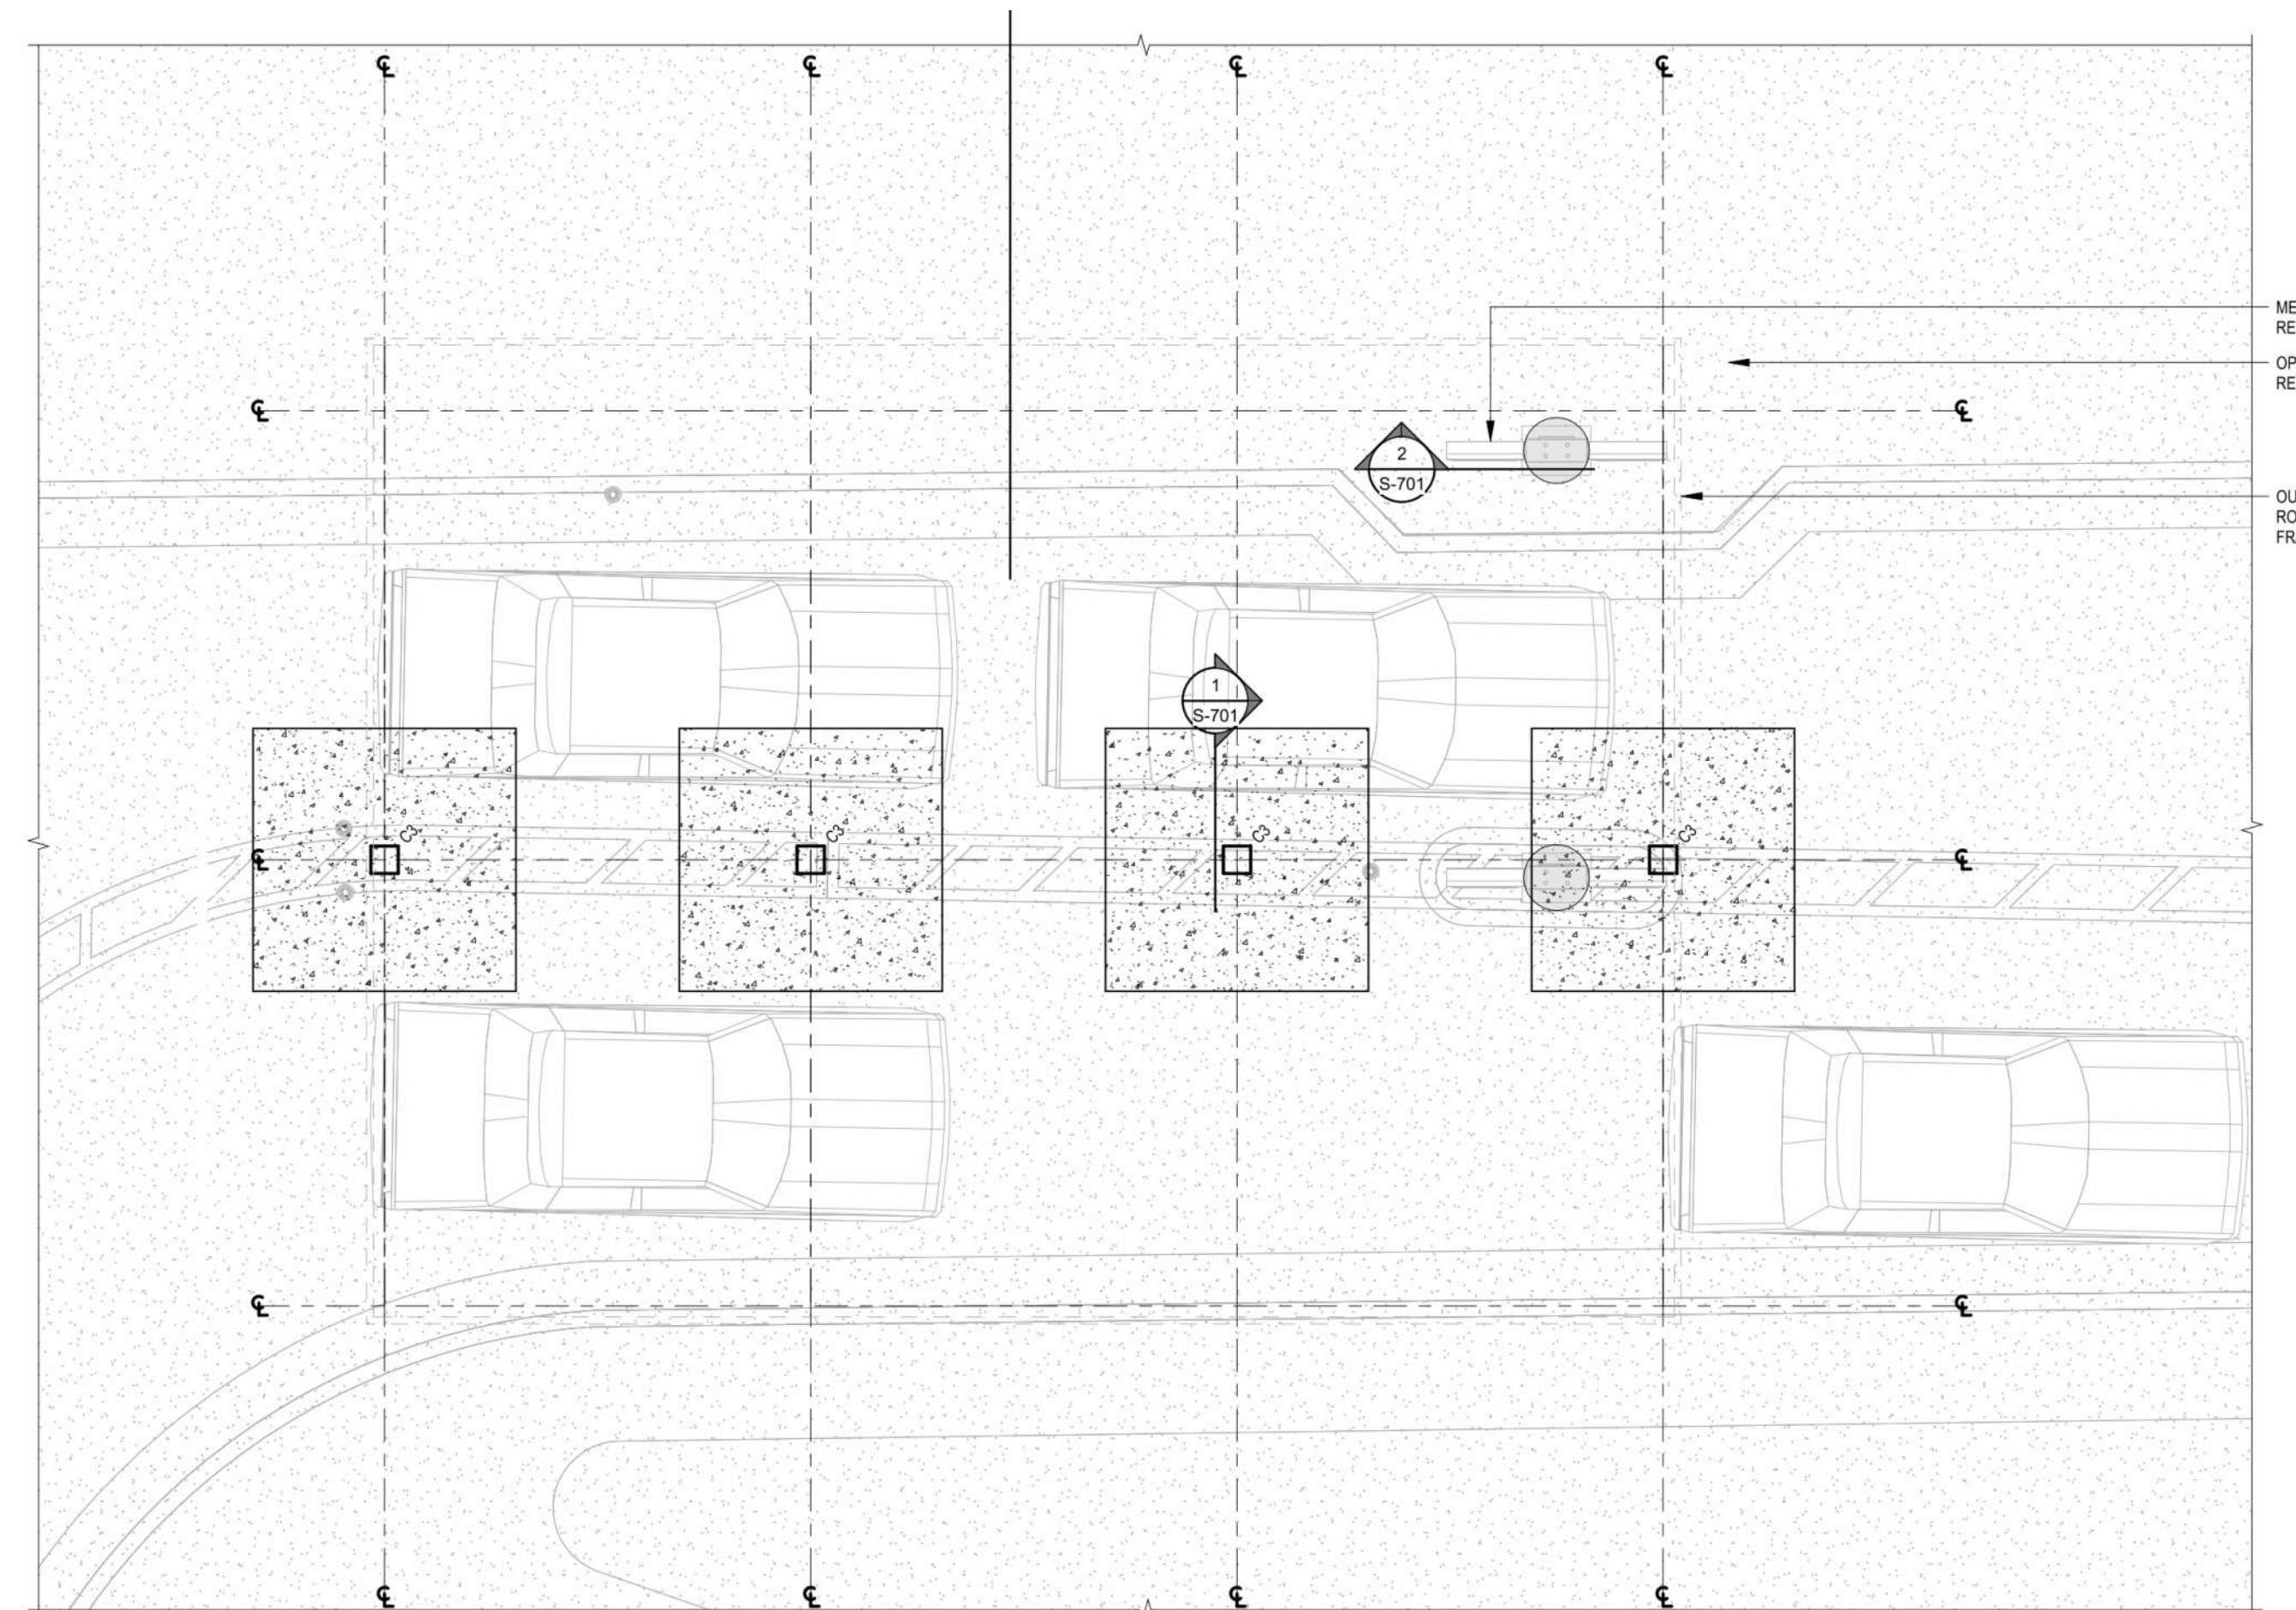 ℄ ℄ ℄ ℄
ME
RE
OP
RE
℄ ℄
2
S-701
OU
RO
FR
1
S-701
C3 C3 C3 C3
℄ ℄
℄ ℄
℄ ℄ ℄ ℄